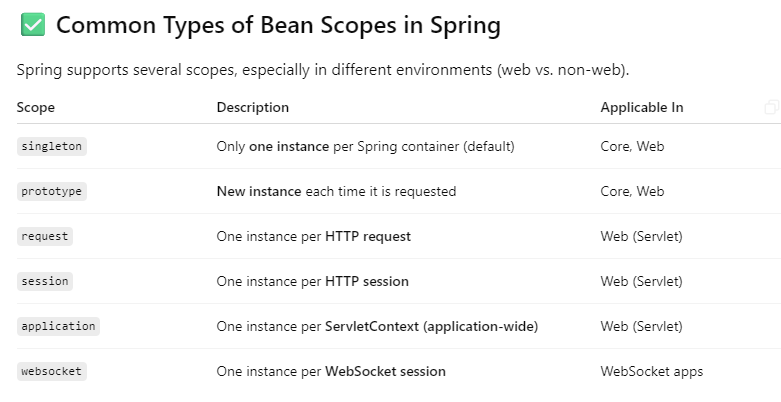 ✅ Common Types of Bean Scopes in Spring
Spring supports several scopes, especially in different environments (web vs. non-web).
Scope Description Applicable In
singleton Only one instance per Spring container (default) Core, Web
prototype New instance each time it is requested Core, Web
request One instance per HTTP request Web (Servlet)
session One instance per HTTP session Web (Servlet)
application One instance per ServletContext (application-wide) Web (Servlet)
websocket One instance per WebSocket session WebSocket apps